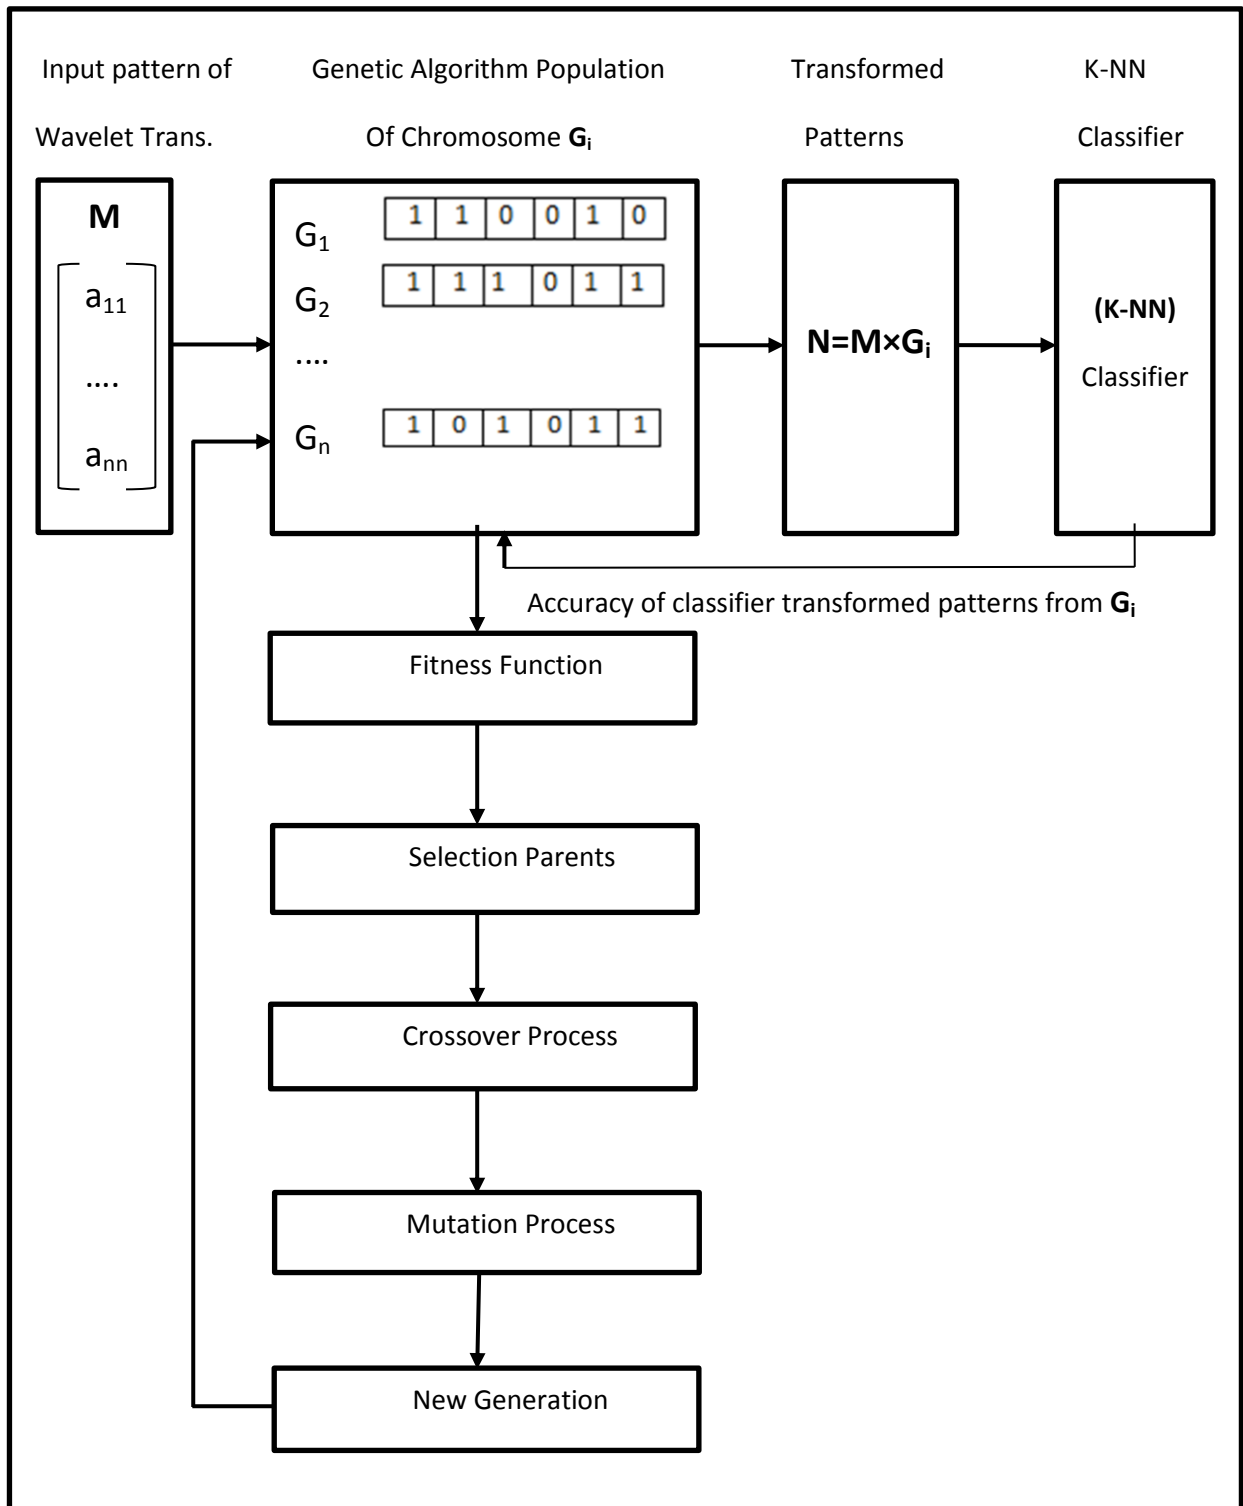 Input pattern of
Wavelet Trans.
Genetic Algorithm Population
Of Chromosome Gᵢ
Transformed
Patterns
K-NN
Classifier
M
a₁₁
....
aₙₙ
G₁ 1 1 0 0 1 0
G₂ 1 1 1 0 1 1
....
Gₙ 1 0 1 0 1 1
N=M×Gᵢ
(K-NN)
Classifier
Accuracy of classifier transformed patterns from Gᵢ
Fitness Function
Selection Parents
Crossover Process
Mutation Process
New Generation